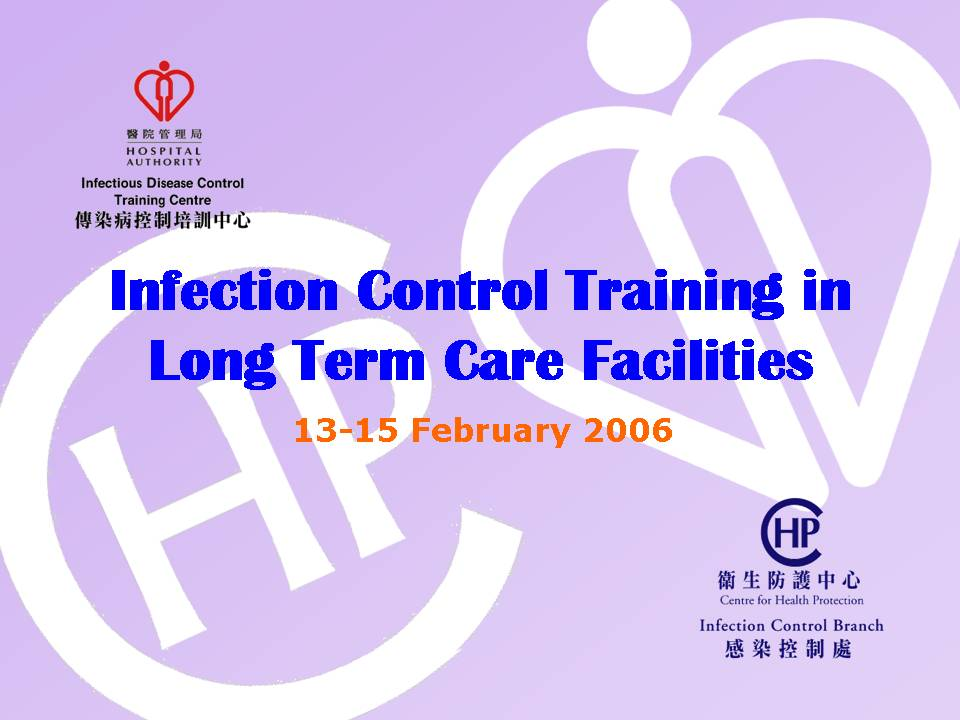 醫院管理局
HOSPITAL
AUTHORITY
Infectious Disease Control
Training Centre
傳染病控制培訓中心
Infection Control Training in
Long Term Care Facilities
13-15 February 2006
CHP
衞生防護中心
Centre for Health Protection
Infection Control Branch
感染控制處